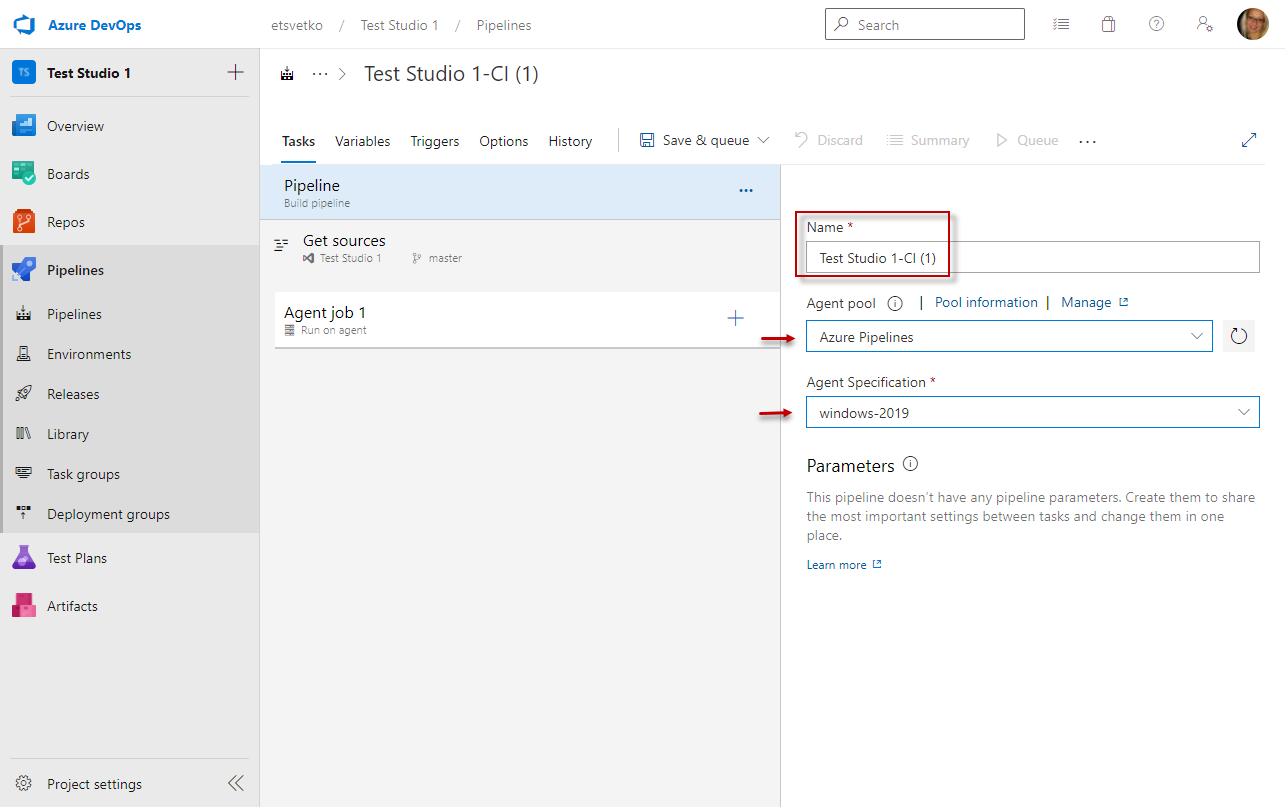 Azure DevOps
etsvetko / Test Studio 1 / Pipelines
Search
TS Test Studio 1
Overview
Boards
Repos
Pipelines
Pipelines
Environments
Releases
Library
Task groups
Deployment groups
Test Plans
Artifacts
Project settings
... > Test Studio 1-CI (1)
Tasks Variables Triggers Options History | Save & queue Discard Summary Queue ...
Pipeline ...
Build pipeline
Get sources
Test Studio 1 master
Agent job 1
Run on agent
Name *
Test Studio 1-CI (1)
Agent pool | Pool information | Manage
Azure Pipelines
Agent Specification *
windows-2019
Parameters
This pipeline doesn't have any pipeline parameters. Create them to share
the most important settings between tasks and change them in one
place.
Learn more